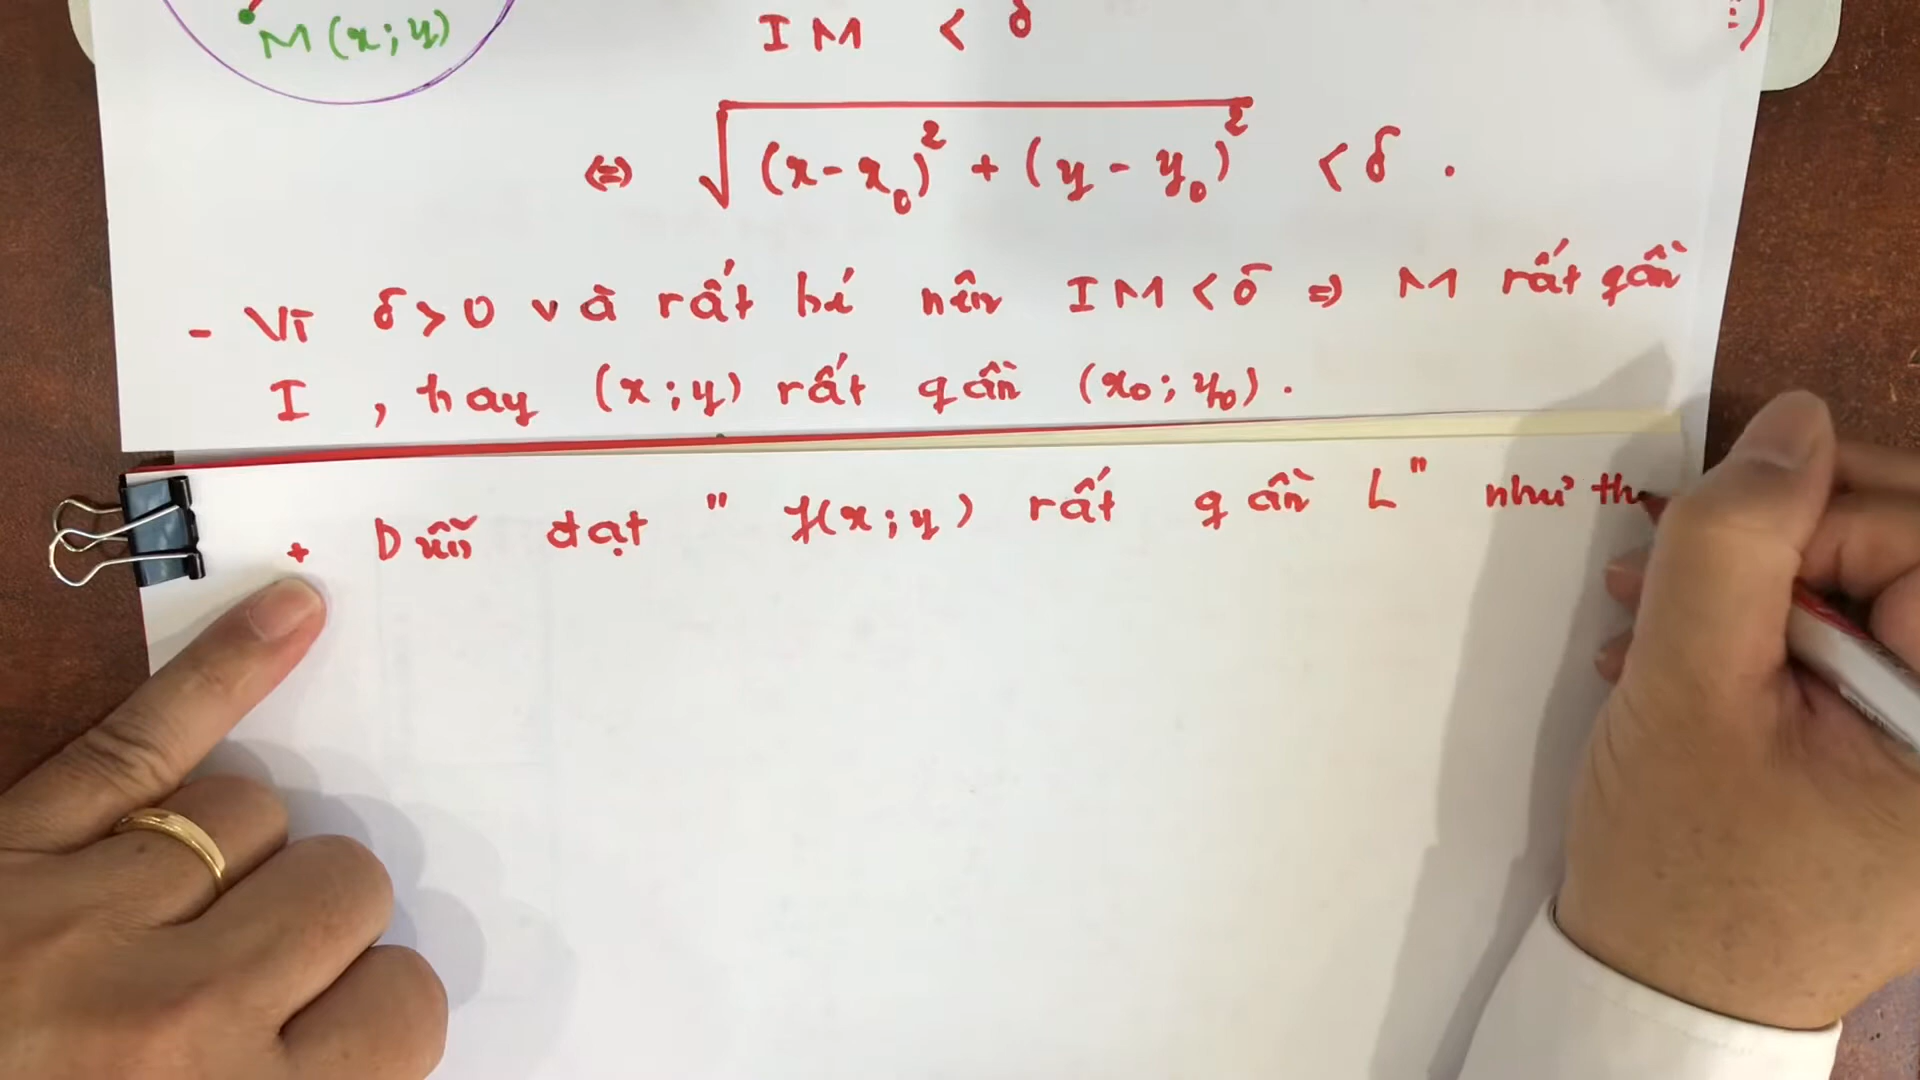 M(x;y)
IM < δ
:)
⇔ √((x-x₀)² + (y-y₀)²) < δ.
- Vì δ>0 và rất bé nên IM<δ ⇒ M rất gần
I, hay (x;y) rất gần (x₀;y₀).
+ Diễn đạt "f(x;y) rất gần L" như th